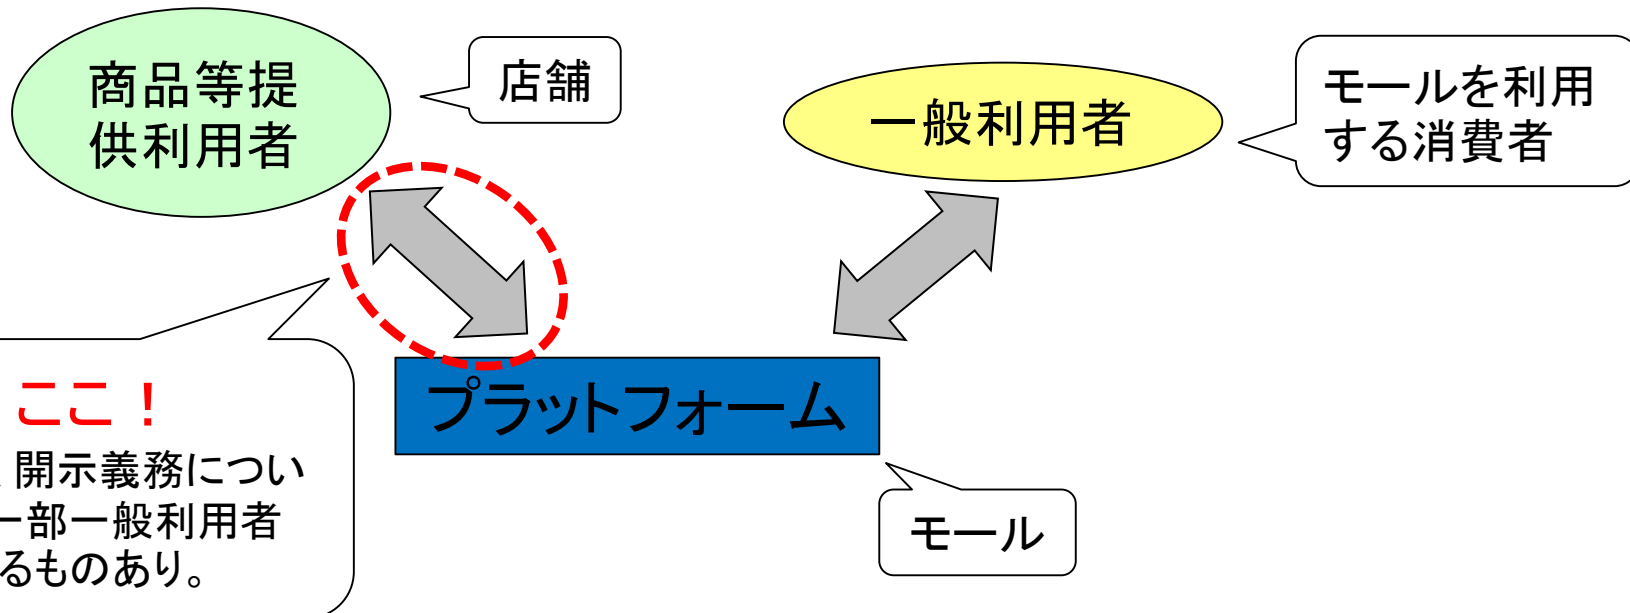 商品等提
供利用者
店舗
一般利用者
モールを利用
する消費者
ここ！
開示義務につい
一部一般利用者
るものあり。
プラットフォーム
モール